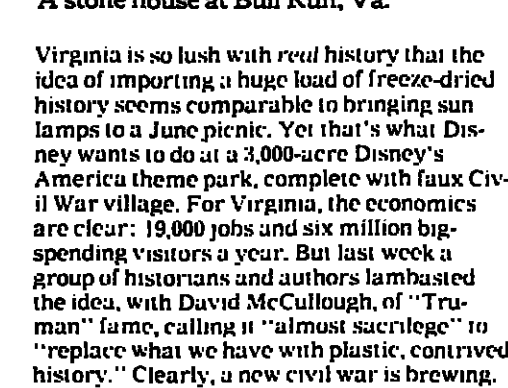 A stone house at Bull Run, Va.
Virginia is so lush with real history that the
idea of importing a huge load of freeze-dried
history seems comparable to bringing sun
lamps to a June picnic. Yet that's what Dis-
ney wants to do at a 3,000-acre Disney's
America theme park, complete with faux Civ-
il War village. For Virginia, the economics
are clear: 19,000 jobs and six million big-
spending visitors a year. But last week a
group of historians and authors lambasted
the idea, with David McCullough, of "Tru-
man" fame, calling it "almost sacrilege" to
"replace what we have with plastic, contrived
history." Clearly, a new civil war is brewing.